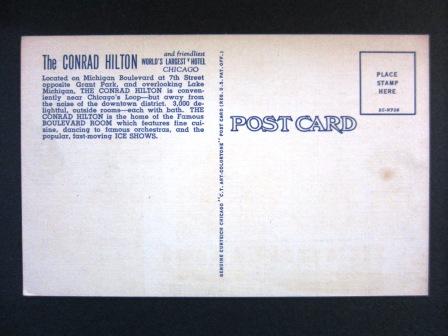 The CONRAD HILTON
and friendliest
WORLD'S LARGEST HOTEL
CHICAGO
Located on Michigan Boulevard at 7th Street
opposite Grant Park, and overlooking Lake
Michigan, THE CONRAD HILTON is conven-
iently near Chicago's Loop—but away from
the noise of the downtown district. 3,000 de-
lightful, outside rooms—each with bath. THE
CONRAD HILTON is the home of the Famous
BOULEVARD ROOM which features fine cui-
sine, dancing to famous orchestras, and the
popular, fast-moving ICE SHOWS.
GENUINE CURTEICH CHICAGO "C.T. ART-COLORTONE" POST CARD (REG. U.S. PAT. OFF.)
POST CARD
PLACE
STAMP
HERE